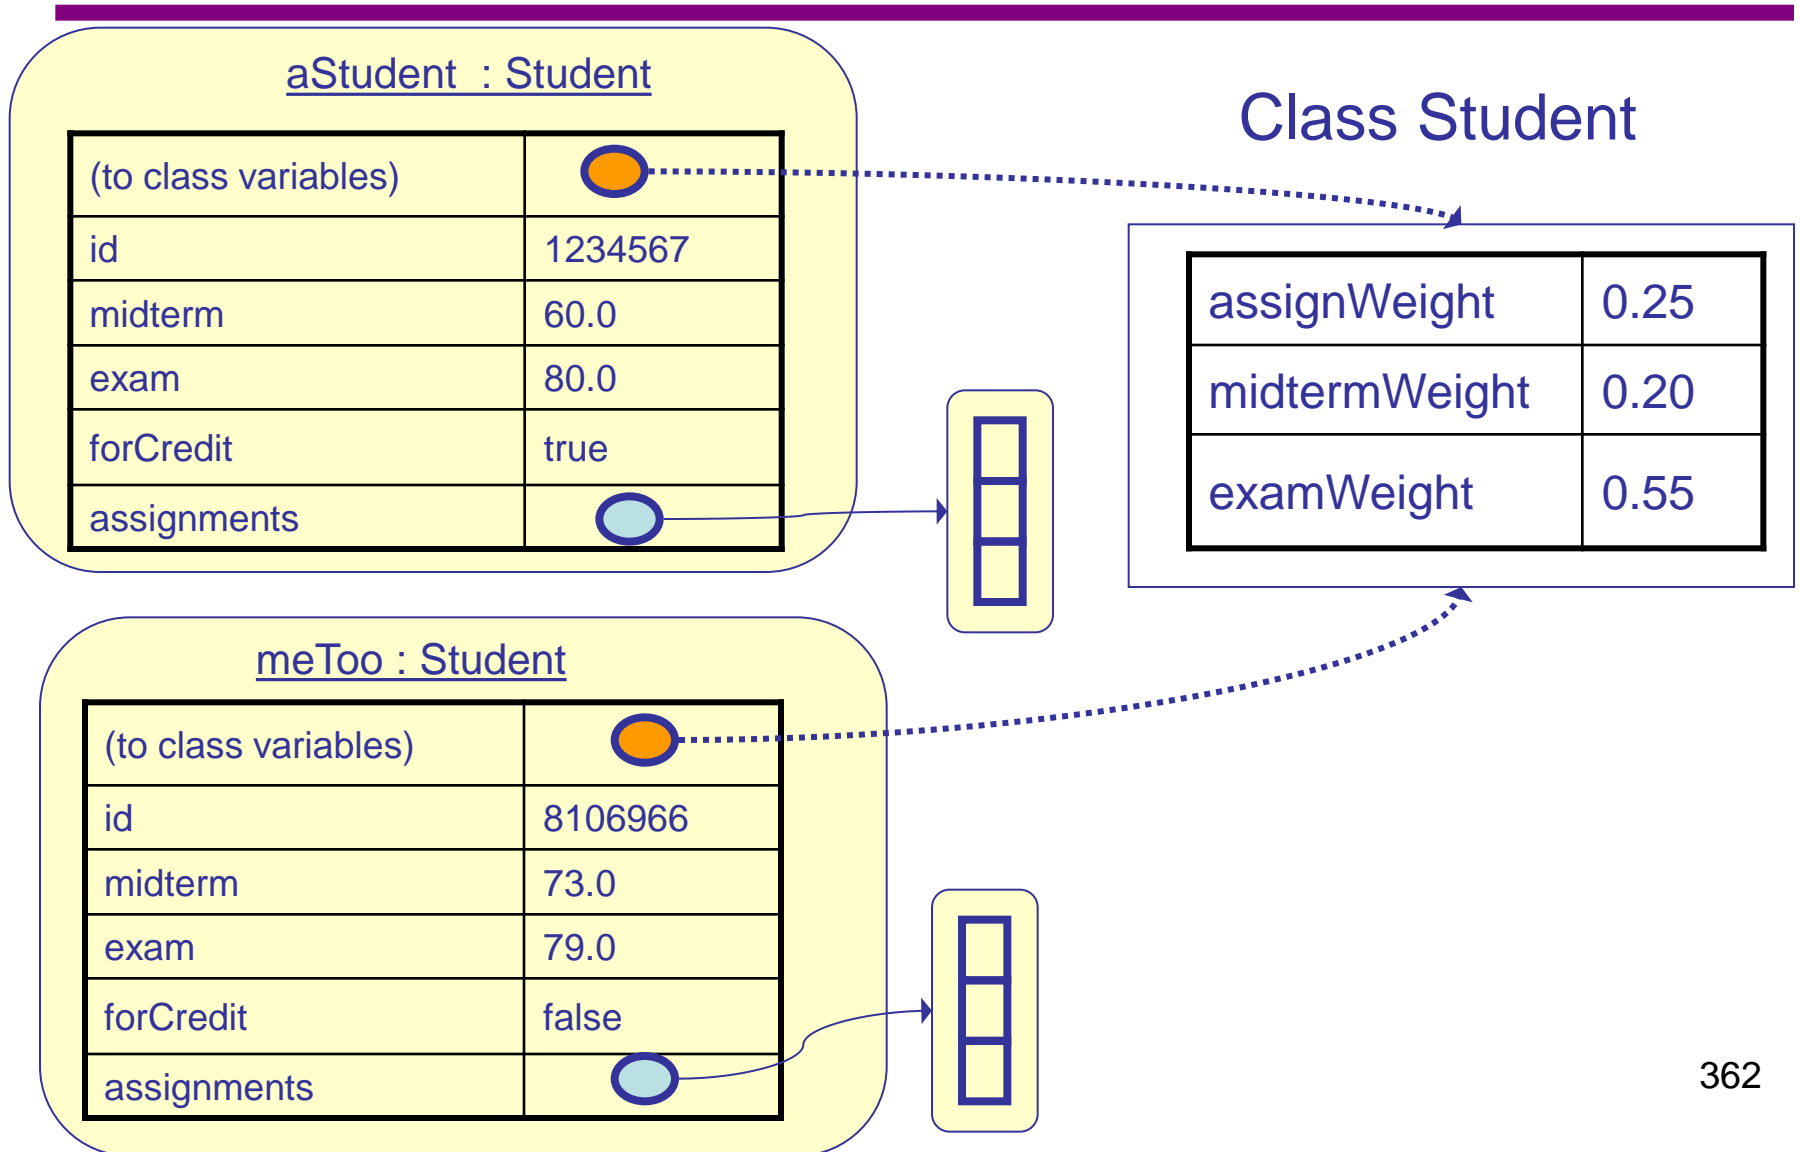 aStudent : Student
(to class variables)
id 1234567
midterm 60.0
exam 80.0
forCredit true
assignments
Class Student
assignWeight 0.25
midtermWeight 0.20
examWeight 0.55
meToo : Student
(to class variables)
id 8106966
midterm 73.0
exam 79.0
forCredit false
assignments
362